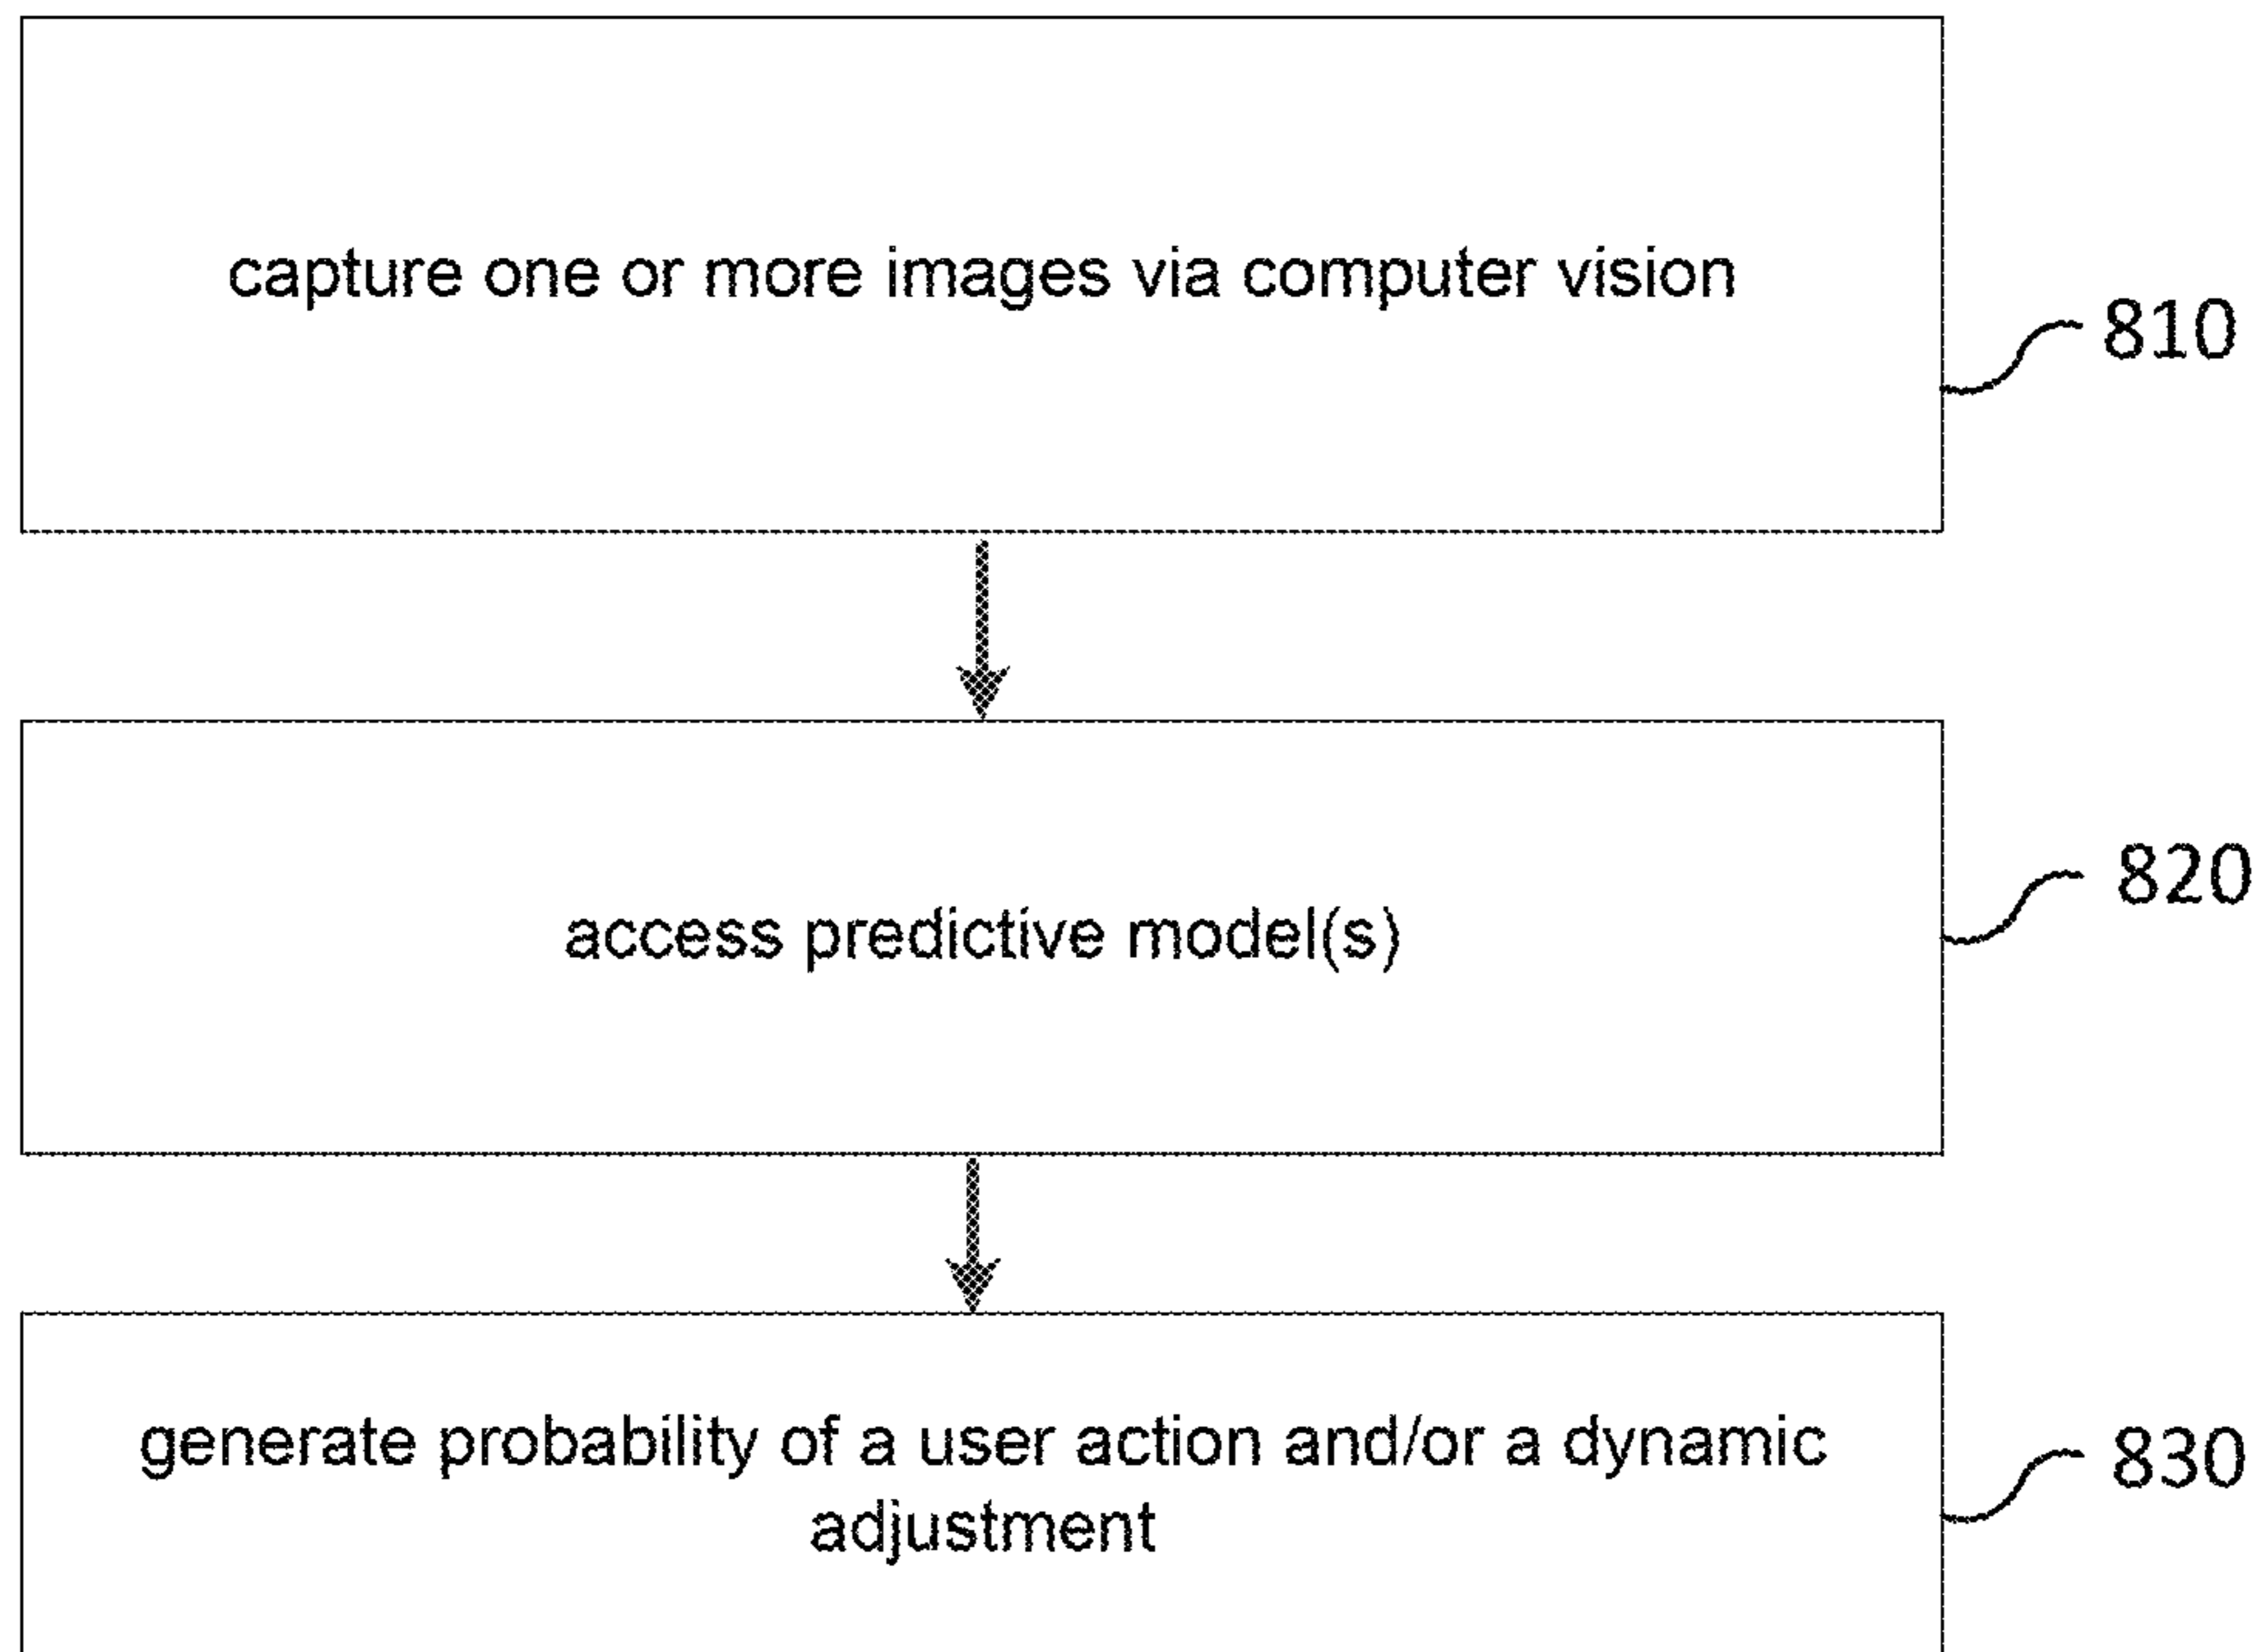 capture one or more images via computer vision
810
access predictive model(s)
820
generate probability of a user action and/or a dynamic
adjustment
830